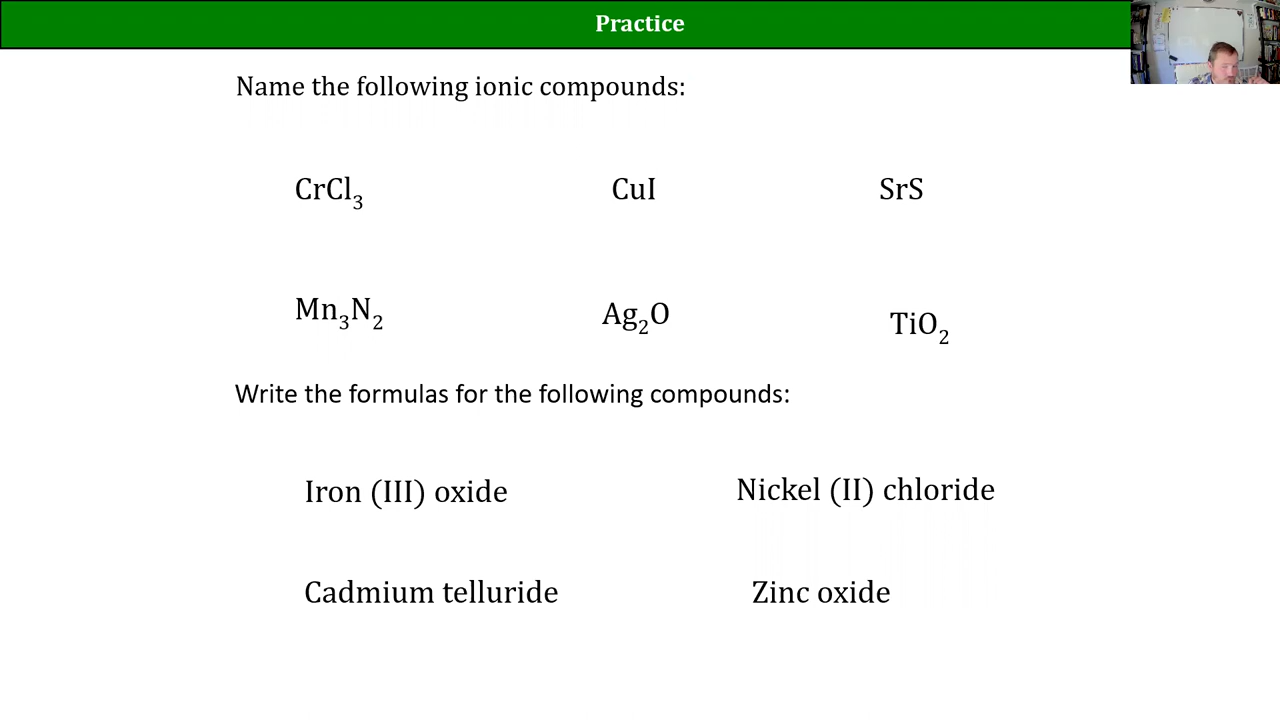 Practice
Name the following ionic compounds:
CrCl₃ CuI SrS
Mn₃N₂ Ag₂O TiO₂
Write the formulas for the following compounds:
Iron (III) oxide Nickel (II) chloride
Cadmium telluride Zinc oxide